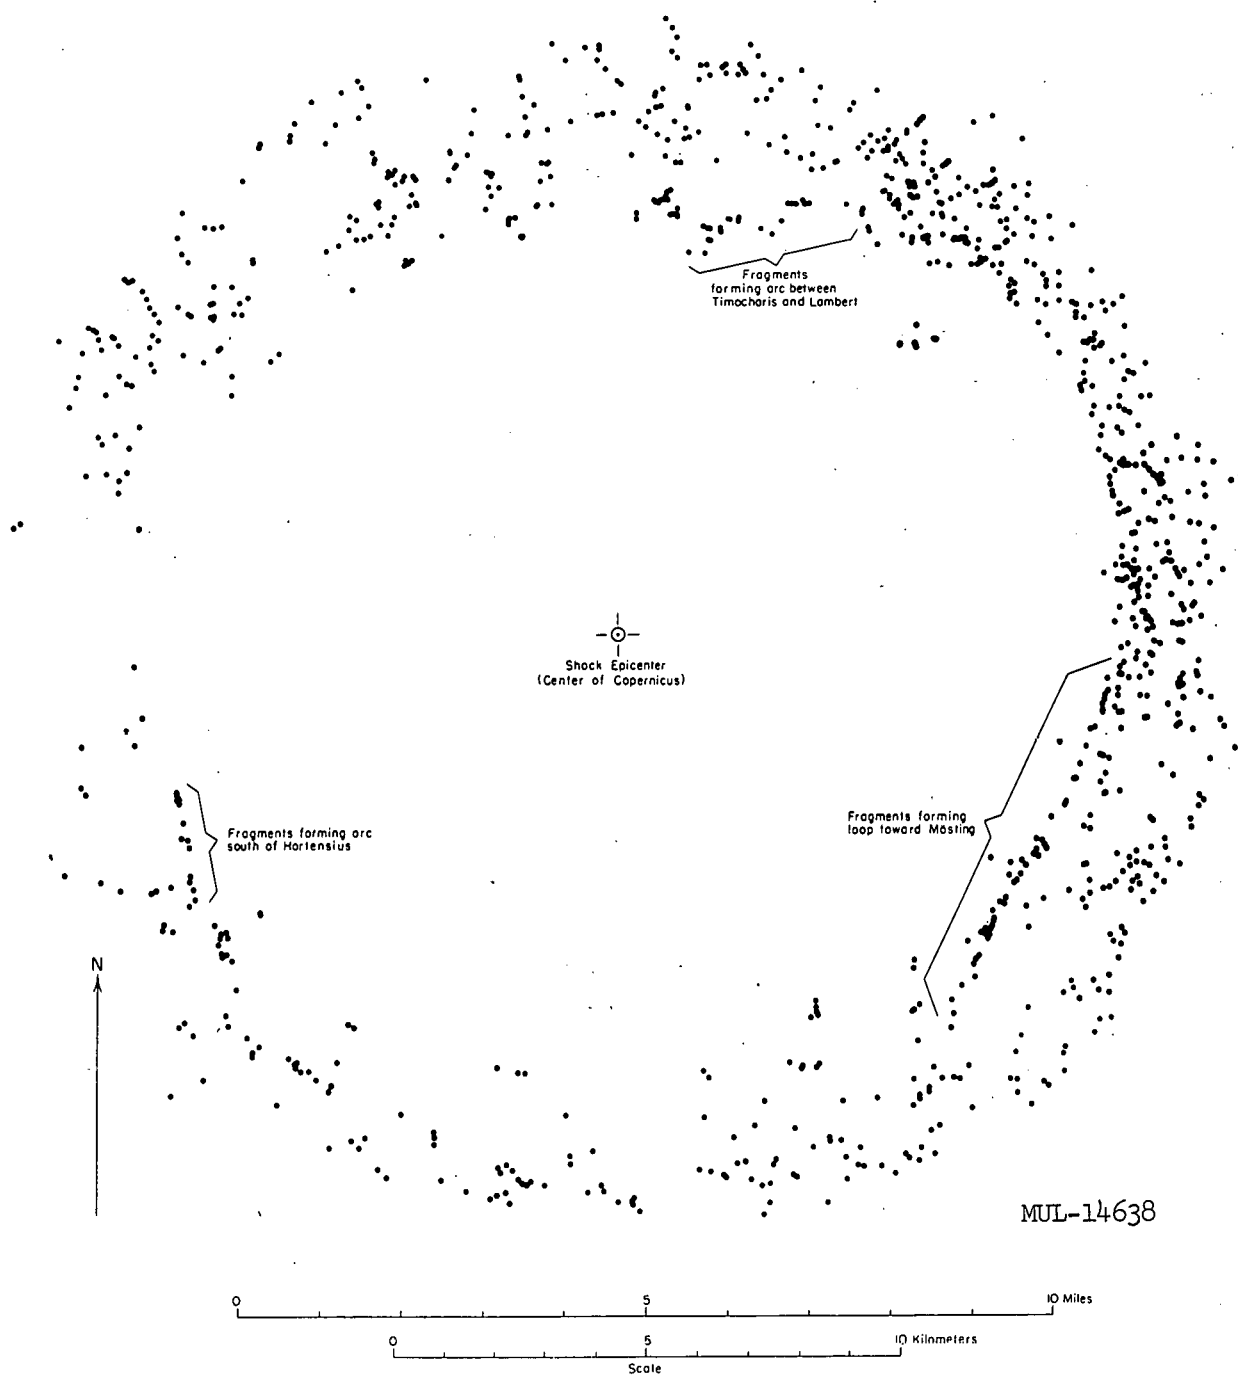 Fragments
forming arc between
Timocharis and Lambert
Shock Epicenter
(Center of Copernicus)
Fragments forming arc
south of Hortensius
Fragments forming
loop toward Mösting
N
MUL-14638
0 5 10 Miles
0 5 10 Kilometers
Scale